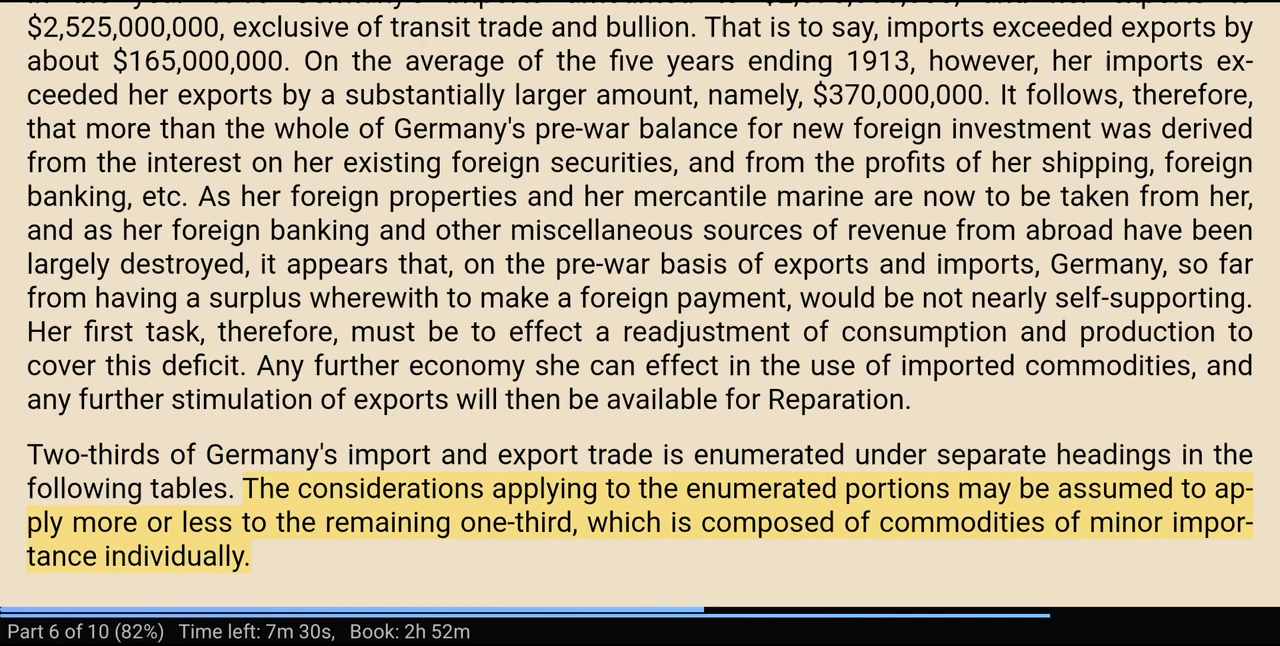 $2,525,000,000, exclusive of transit trade and bullion. That is to say, imports exceeded exports by
about $165,000,000. On the average of the five years ending 1913, however, her imports ex-
ceeded her exports by a substantially larger amount, namely, $370,000,000. It follows, therefore,
that more than the whole of Germany's pre-war balance for new foreign investment was derived
from the interest on her existing foreign securities, and from the profits of her shipping, foreign
banking, etc. As her foreign properties and her mercantile marine are now to be taken from her,
and as her foreign banking and other miscellaneous sources of revenue from abroad have been
largely destroyed, it appears that, on the pre-war basis of exports and imports, Germany, so far
from having a surplus wherewith to make a foreign payment, would be not nearly self-supporting.
Her first task, therefore, must be to effect a readjustment of consumption and production to
cover this deficit. Any further economy she can effect in the use of imported commodities, and
any further stimulation of exports will then be available for Reparation.
Two-thirds of Germany's import and export trade is enumerated under separate headings in the
following tables. The considerations applying to the enumerated portions may be assumed to ap-
ply more or less to the remaining one-third, which is composed of commodities of minor impor-
tance individually.
Part 6 of 10 (82%) Time left: 7m 30s, Book: 2h 52m